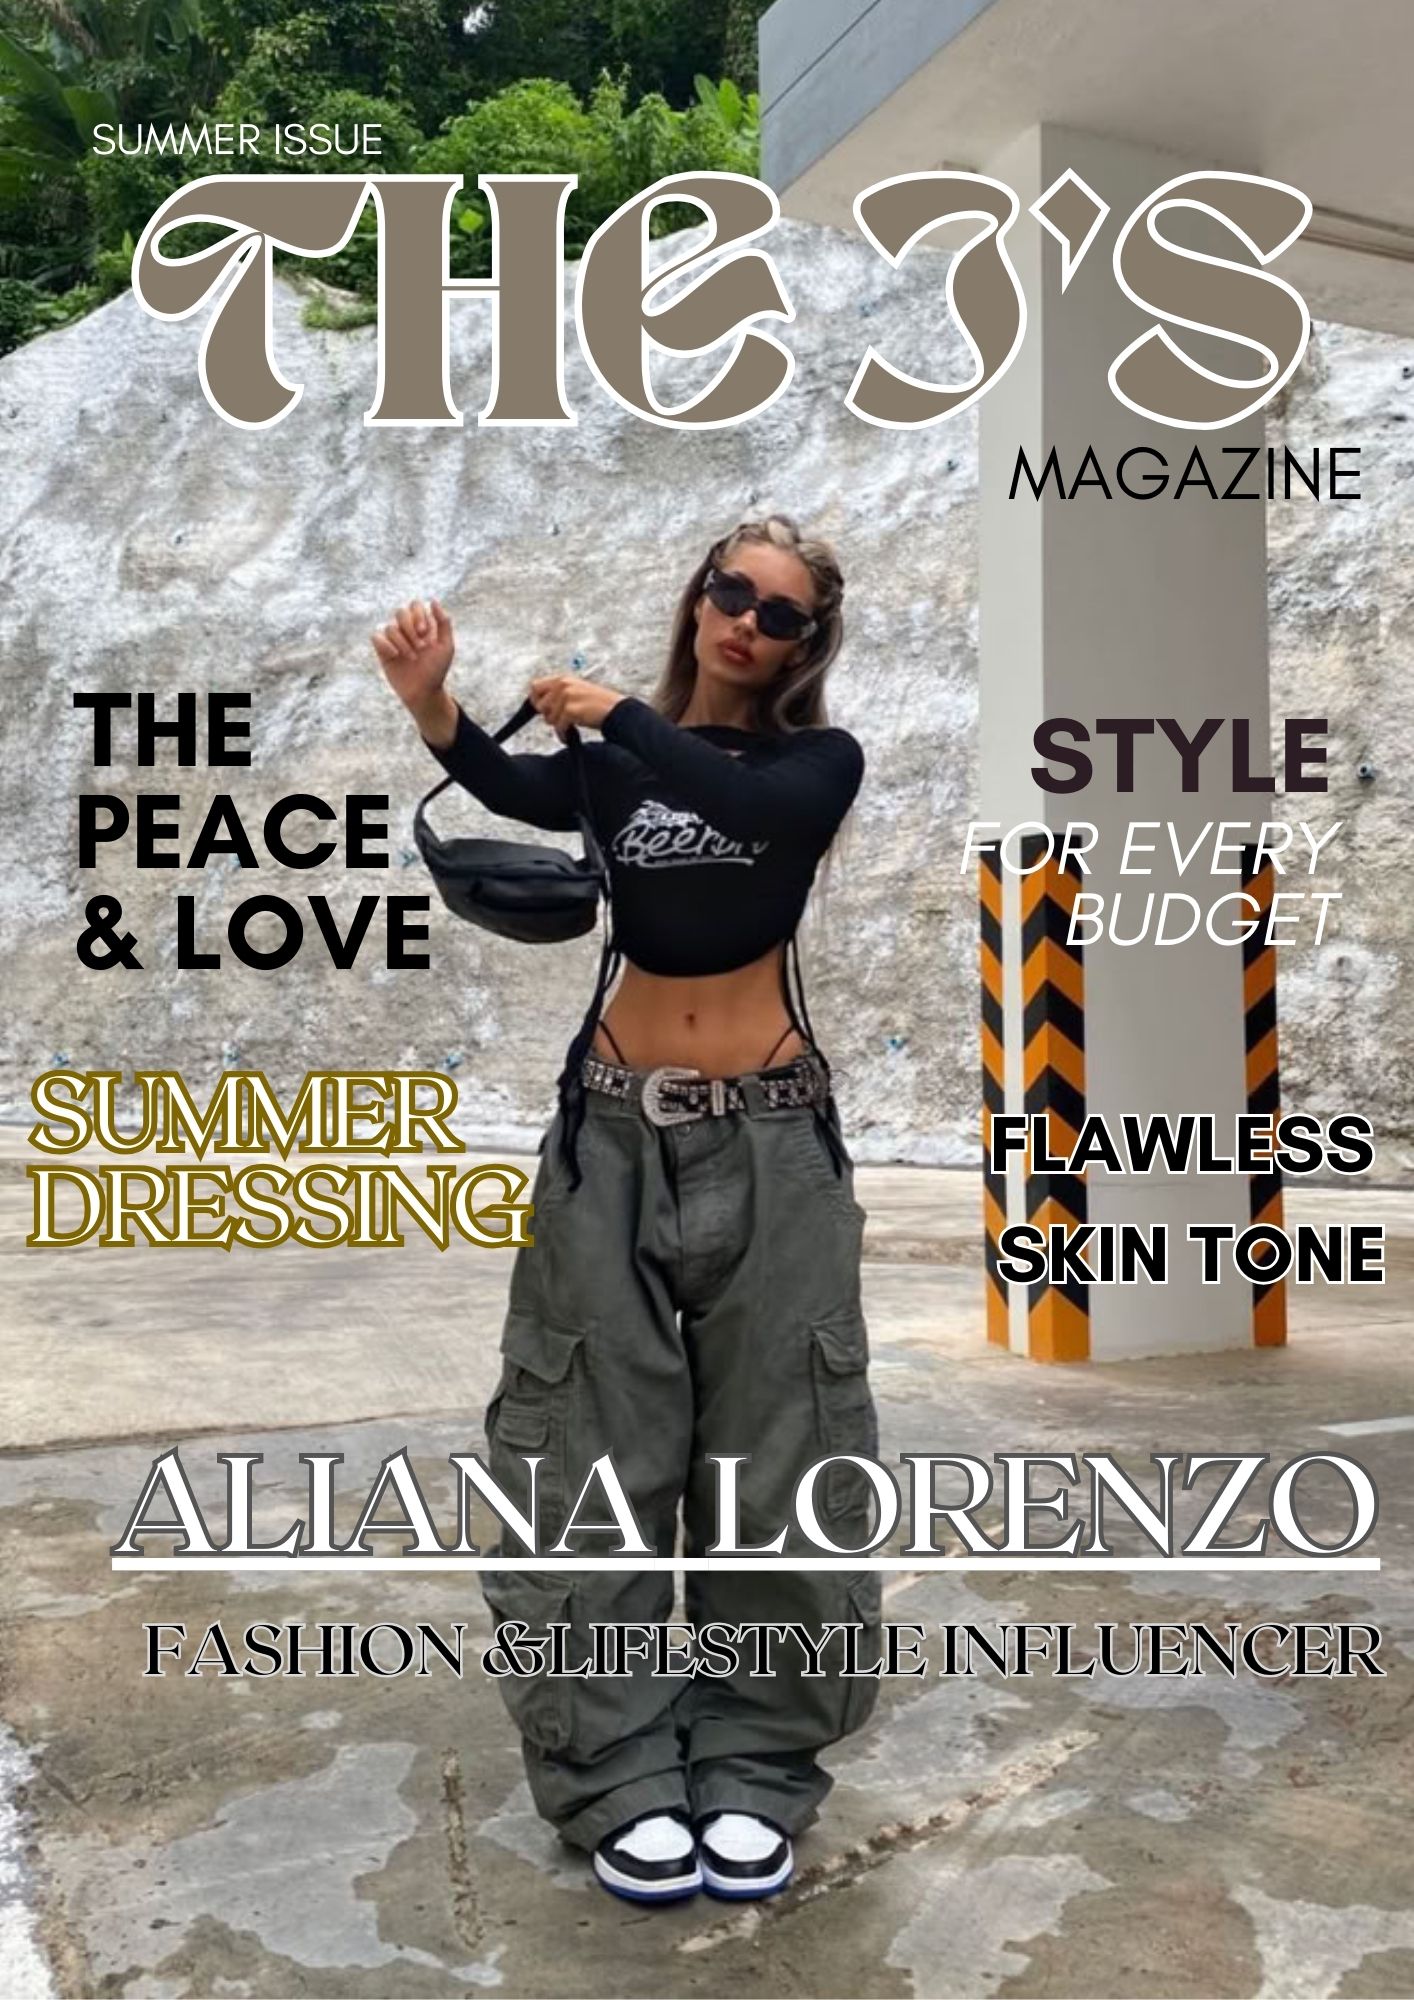 SUMMER ISSUE
THE J'S
MAGAZINE
THE
PEACE
& LOVE
STYLE
FOR EVERY
BUDGET
SUMMER
DRESSING
FLAWLESS
SKIN TONE
ALIANA LORENZO
FASHION &LIFESTYLE INFLUENCER